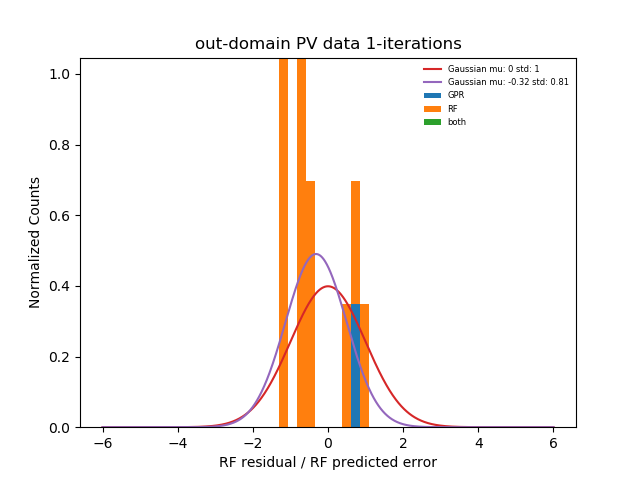 out-domain PV data 1-iterations
Gaussian mu: 0 std: 1
Gaussian mu: -0.32 std: 0.81
GPR
RF
both
Normalized Counts
1.0
0.8
0.6
0.4
0.2
0.0
−6
−4
−2
0
2
4
6
RF residual / RF predicted error